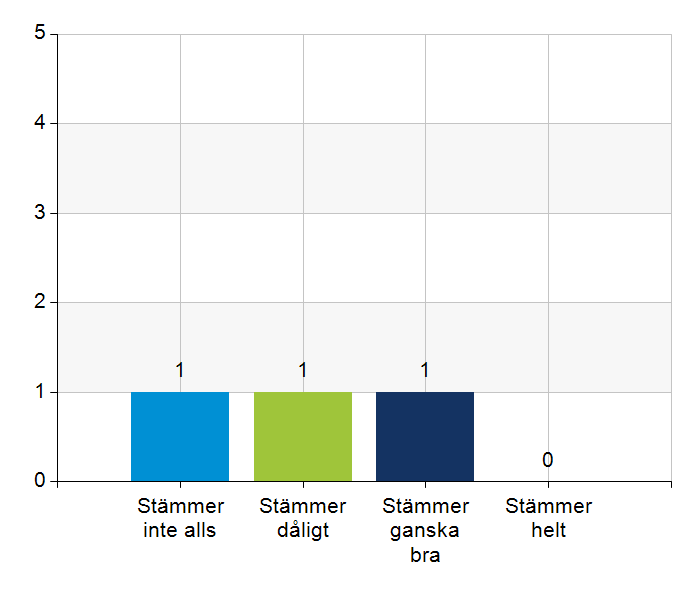 5
4
3
2
1
0
1
1
1
0
Stämmer
inte alls
Stämmer
dåligt
Stämmer
ganska
bra
Stämmer
helt